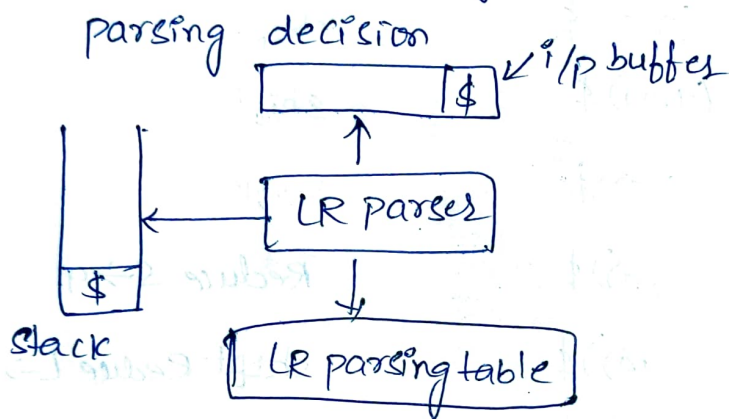 parsing decision
i/p buffer
$
LR parser
$
stack
LR parsing table